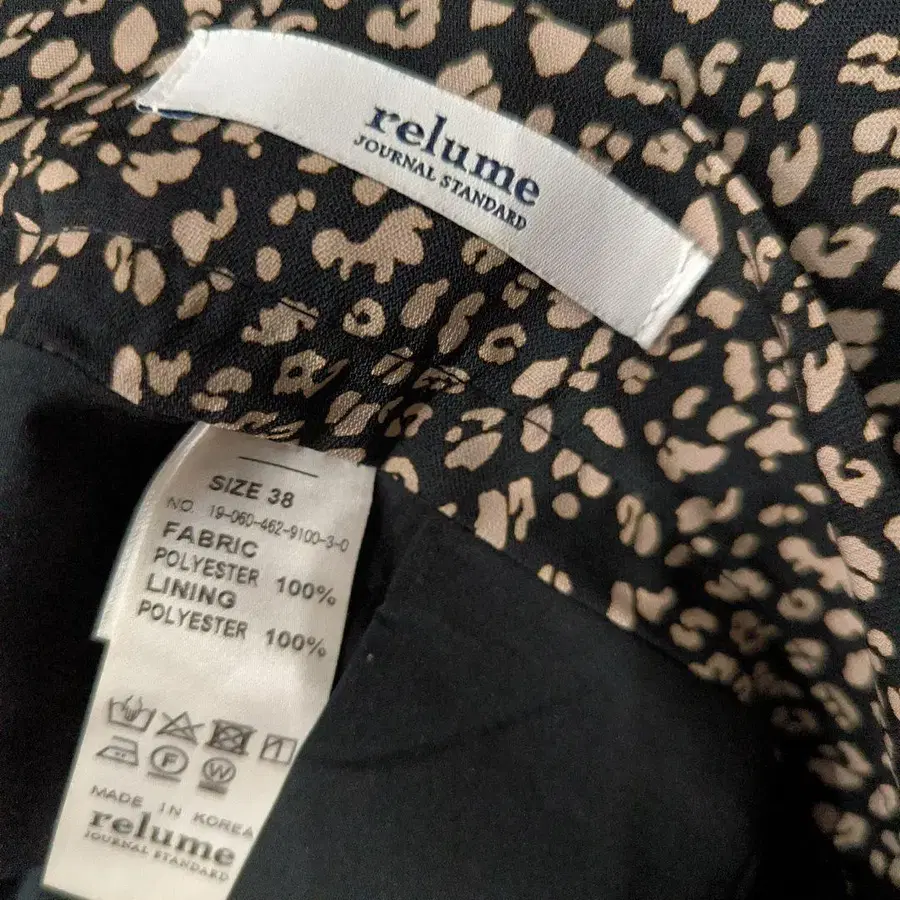 relume
JOURNAL STANDARD
SIZE 38
NO. 19-060-462-9100-3-0
FABRIC
POLYESTER 100%
LINING
POLYESTER 100%
F
W
MADE IN KOREA
relume
JOURNAL STANDARD